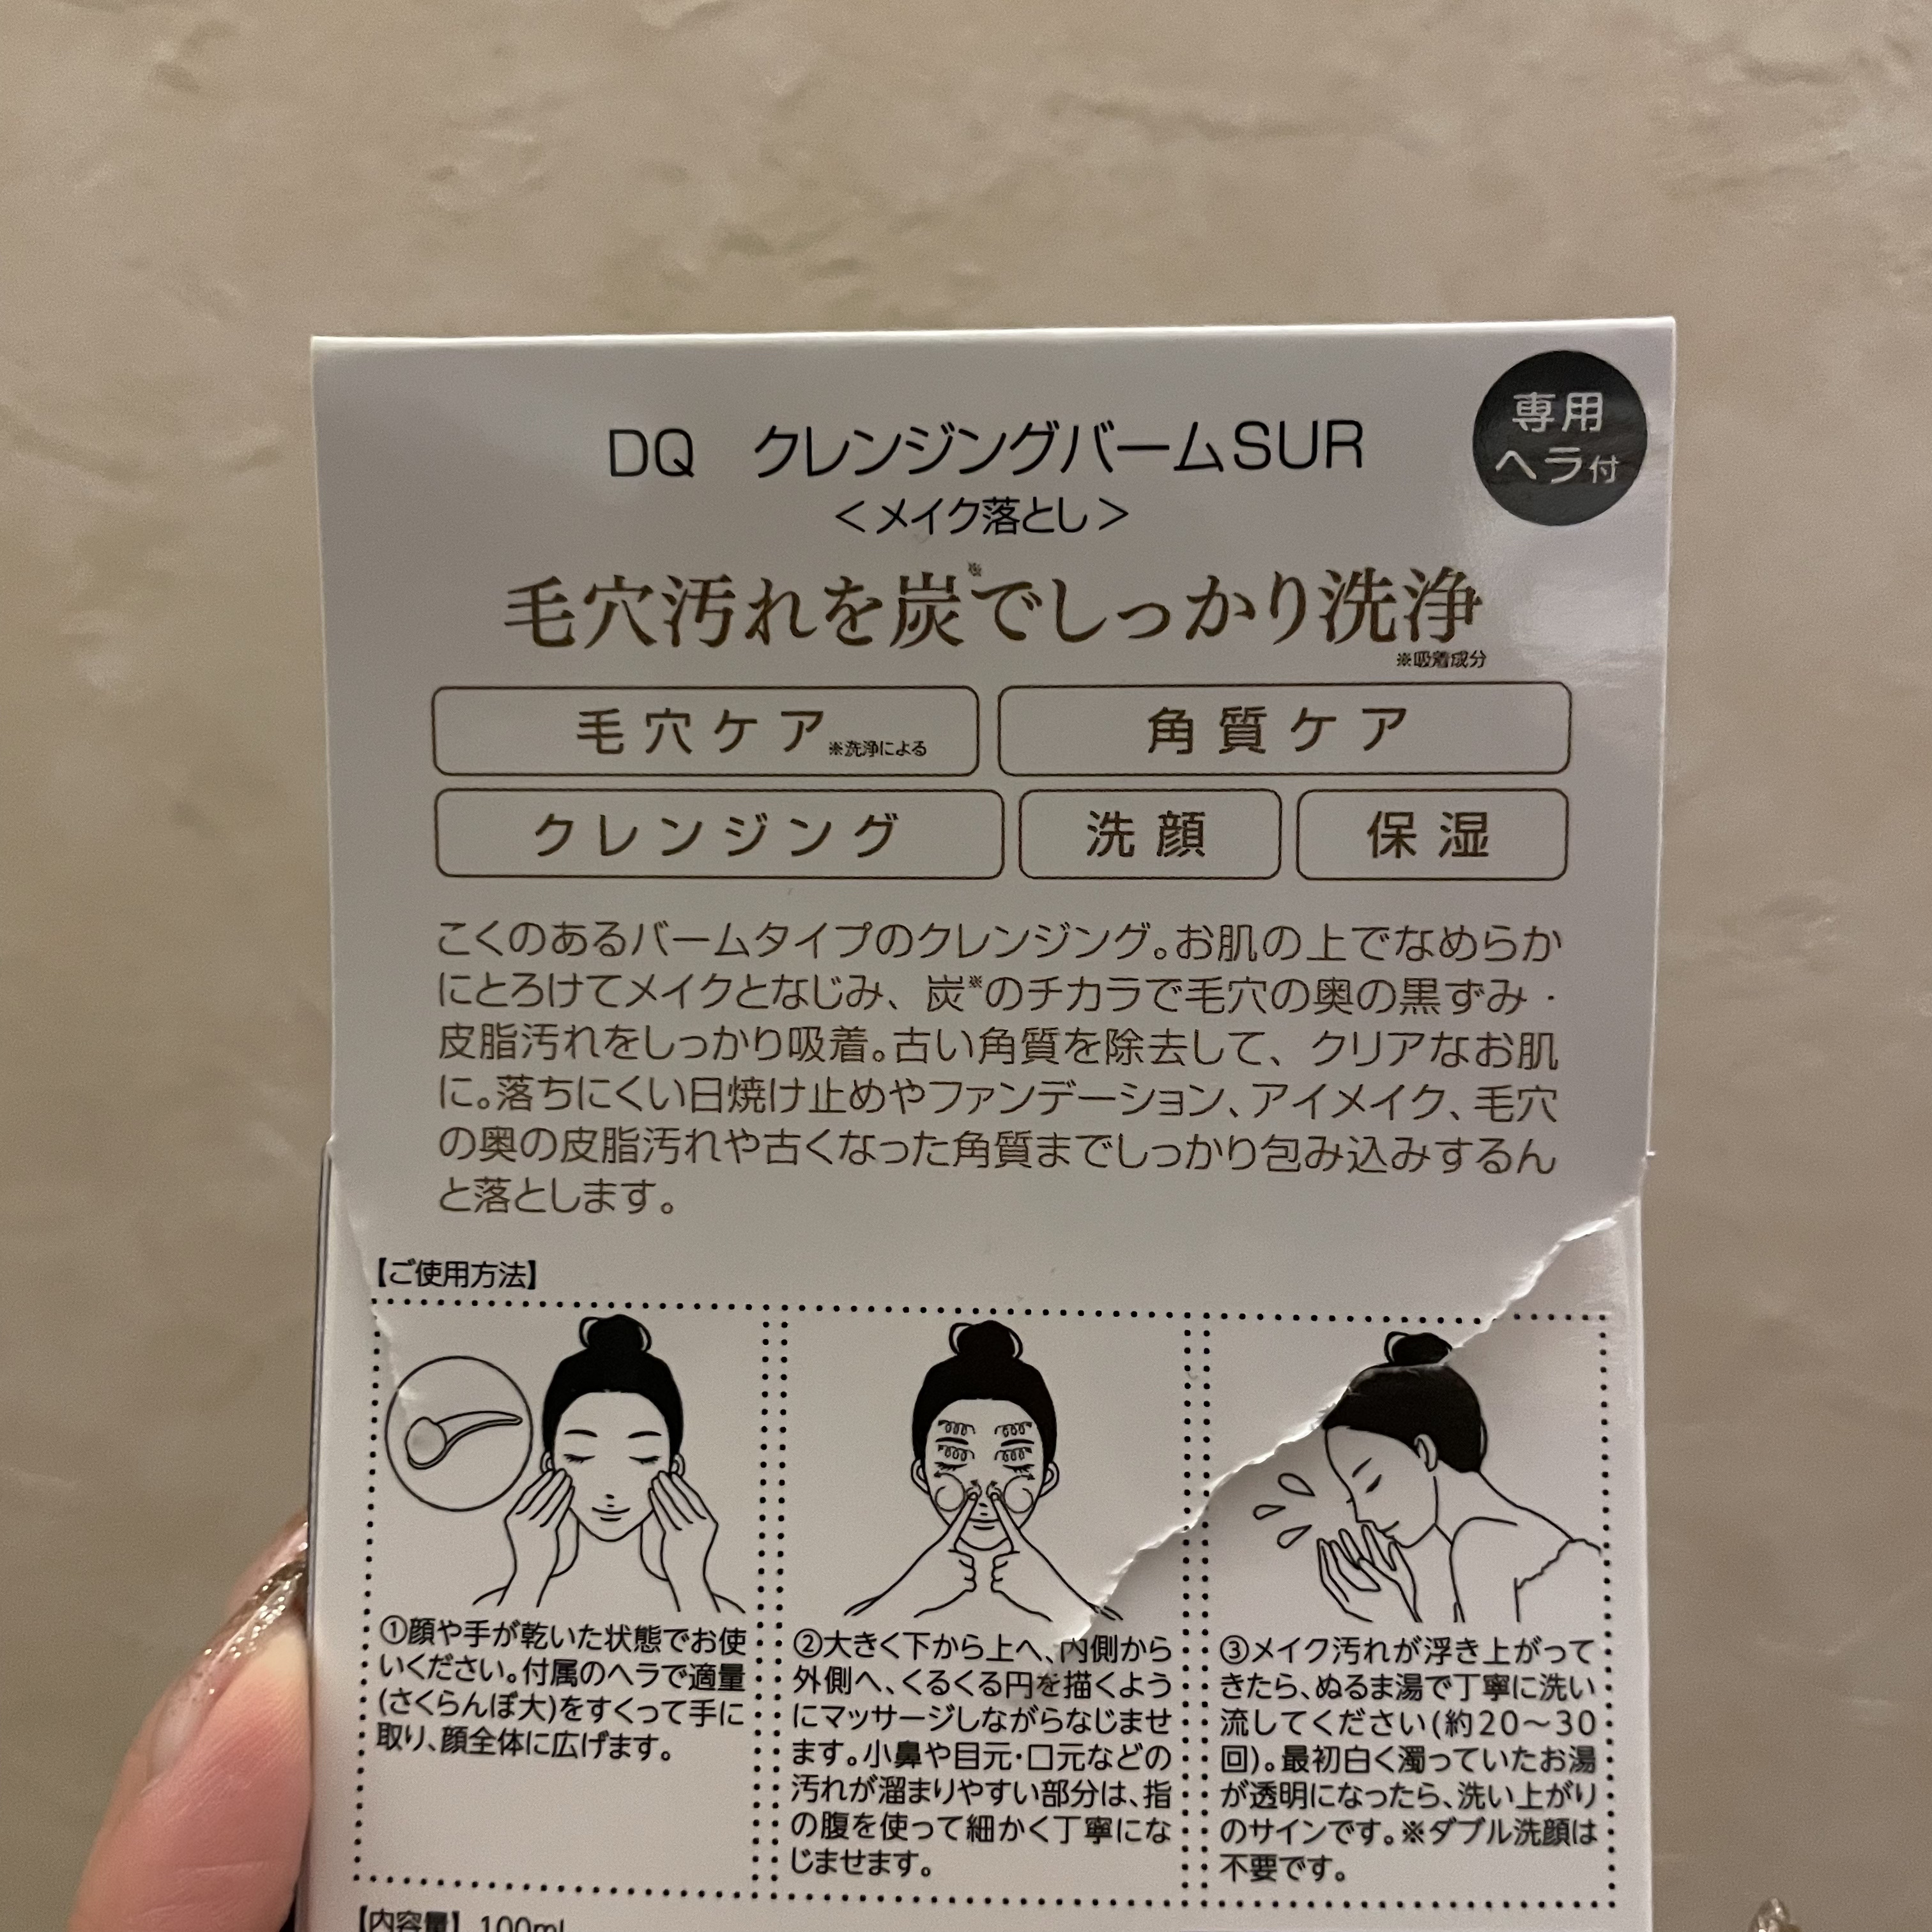 専用
ヘラ付
DQ クレンジングバームSUR
＜メイク落とし＞
毛穴汚れを炭※でしっかり洗浄
※吸着成分
毛穴ケア※洗浄による
角質ケア
クレンジング
洗顔
保湿
こくのあるバームタイプのクレンジング。お肌の上でなめらか
にとろけてメイクとなじみ、炭※のチカラで毛穴の奥の黒ずみ・
皮脂汚れをしっかり吸着。古い角質を除去して、クリアなお肌
に。落ちにくい日焼け止めやファンデーション、アイメイク、毛穴
の奥の皮脂汚れや古くなった角質までしっかり包み込みするん
と落とします。
【ご使用方法】
①顔や手が乾いた状態でお使
いください。付属のヘラで適量
(さくらんぼ大)をすくって手に
取り、顔全体に広げます。
②大きく下から上へ、内側から
外側へ、くるくる円を描くよう
にマッサージしながらなじませ
ます。小鼻や目元・口元などの
汚れが溜まりやすい部分は、指
の腹を使って細かく丁寧にな
じませます。
③メイク汚れが浮き上がって
きたら、ぬるま湯で丁寧に洗い
流してください(約20～30
回)。最初白く濁っていたお湯
が透明になったら、洗い上がり
のサインです。※ダブル洗顔は
不要です。
【内容量】100ml